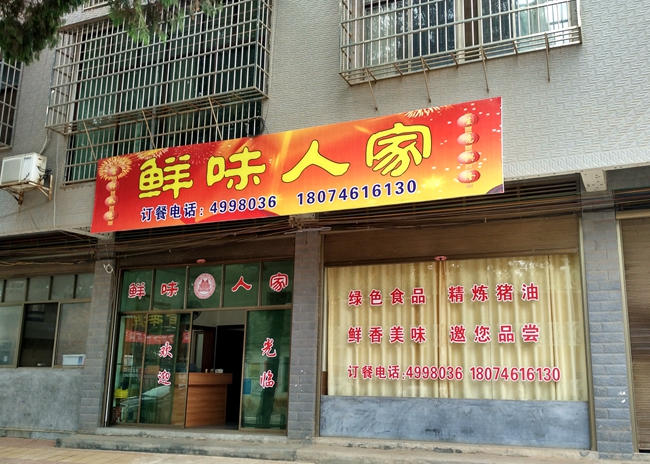 鲜味人家
订餐电话：4998036 18074616130
鲜味人家
欢迎
光临
绿色食品 精炼猪油
鲜香美味 邀您品尝
订餐电话:4998036 18074616130